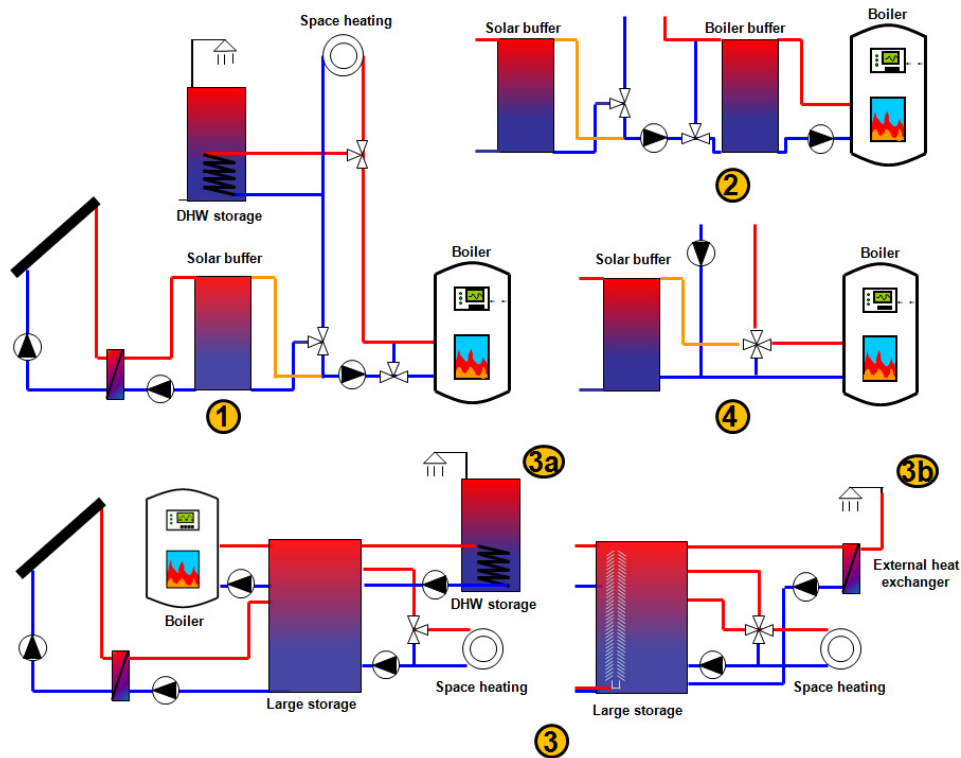 Space heating
DHW storage
Solar buffer
Boiler
1
Solar buffer
Boiler buffer
Boiler
2
Solar buffer
Boiler
4
3a
Boiler
DHW storage
Large storage
Space heating
3b
External heat
exchanger
Large storage
Space heating
3